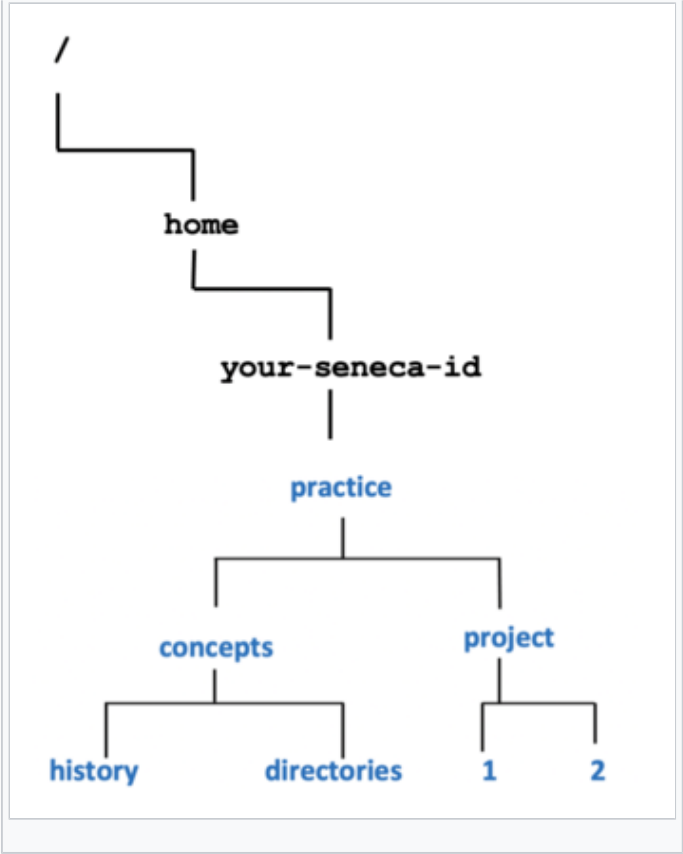 /
home
your-seneca-id
practice
concepts project
history directories 1 2